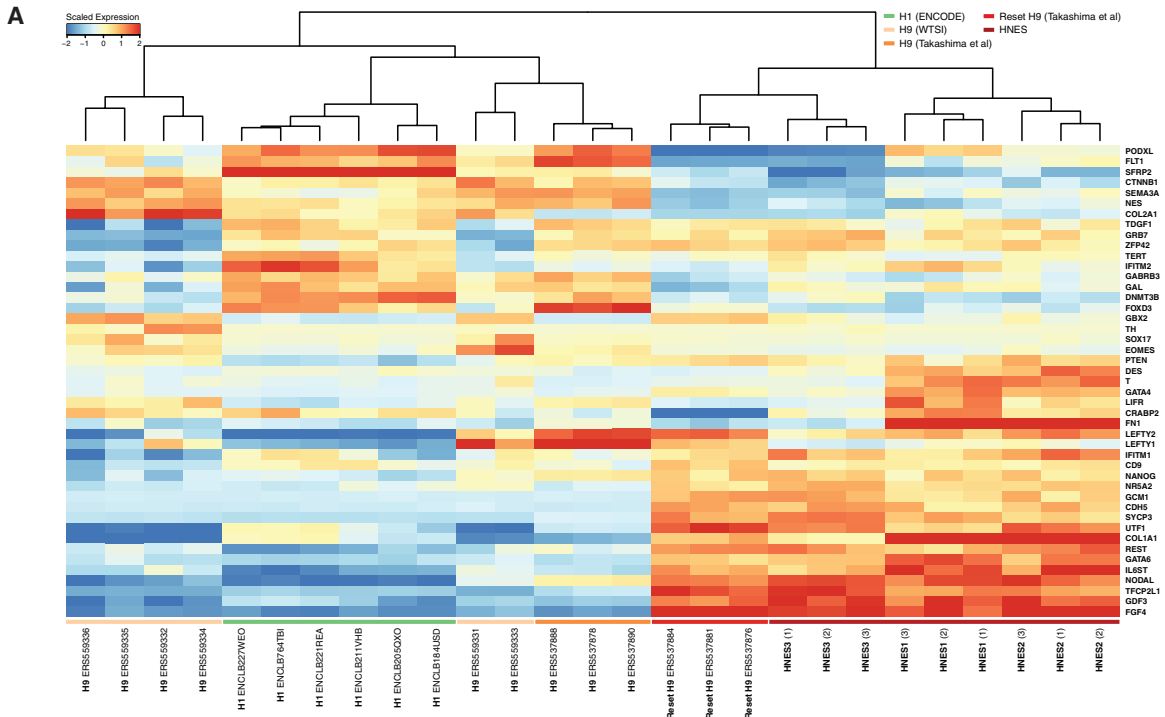 A
Scaled Expression
−2 −1 0 1 2
H1 (ENCODE)
H9 (WTSI)
H9 (Takashima et al)
Reset H9 (Takashima et al)
HNES
PODXL
FLT1
SFRP2
CTNNB1
SEMA3A
NES
COL2A1
TDGF1
GRB7
ZFP42
TERT
IFITM2
GABRB3
GAL
DNMT3B
FOXD3
GBX2
TH
SOX17
EOMES
PTEN
DES
T
GATA4
LIFR
CRABP2
FN1
LEFTY2
LEFTY1
IFITM1
CD9
NANOG
NR5A2
GCM1
CDH5
SYCP3
UTF1
COL1A1
REST
GATA6
IL6ST
NODAL
TFCP2L1
GDF3
FGF4
H9 ERS559936
H9 ERS559935
H9 ERS559932
H9 ERS559934
H1 ENCLB227WEO
H1 ENCLB764TBI
H1 ENCLB221REA
H1 ENCLB211VHB
H1 ENCLB205OXO
H1 ENCLB184USD
H9 ERS559331
H9 ERS559333
H9 ERS537888
H9 ERS537878
H9 ERS537890
Reset H9 ERS537884
Reset H9 ERS537881
Reset H9 ERS537876
HNES3 (1)
HNES3 (2)
HNES3 (3)
HNES1 (3)
HNES1 (2)
HNES1 (1)
HNES2 (3)
HNES2 (1)
HNES2 (2)